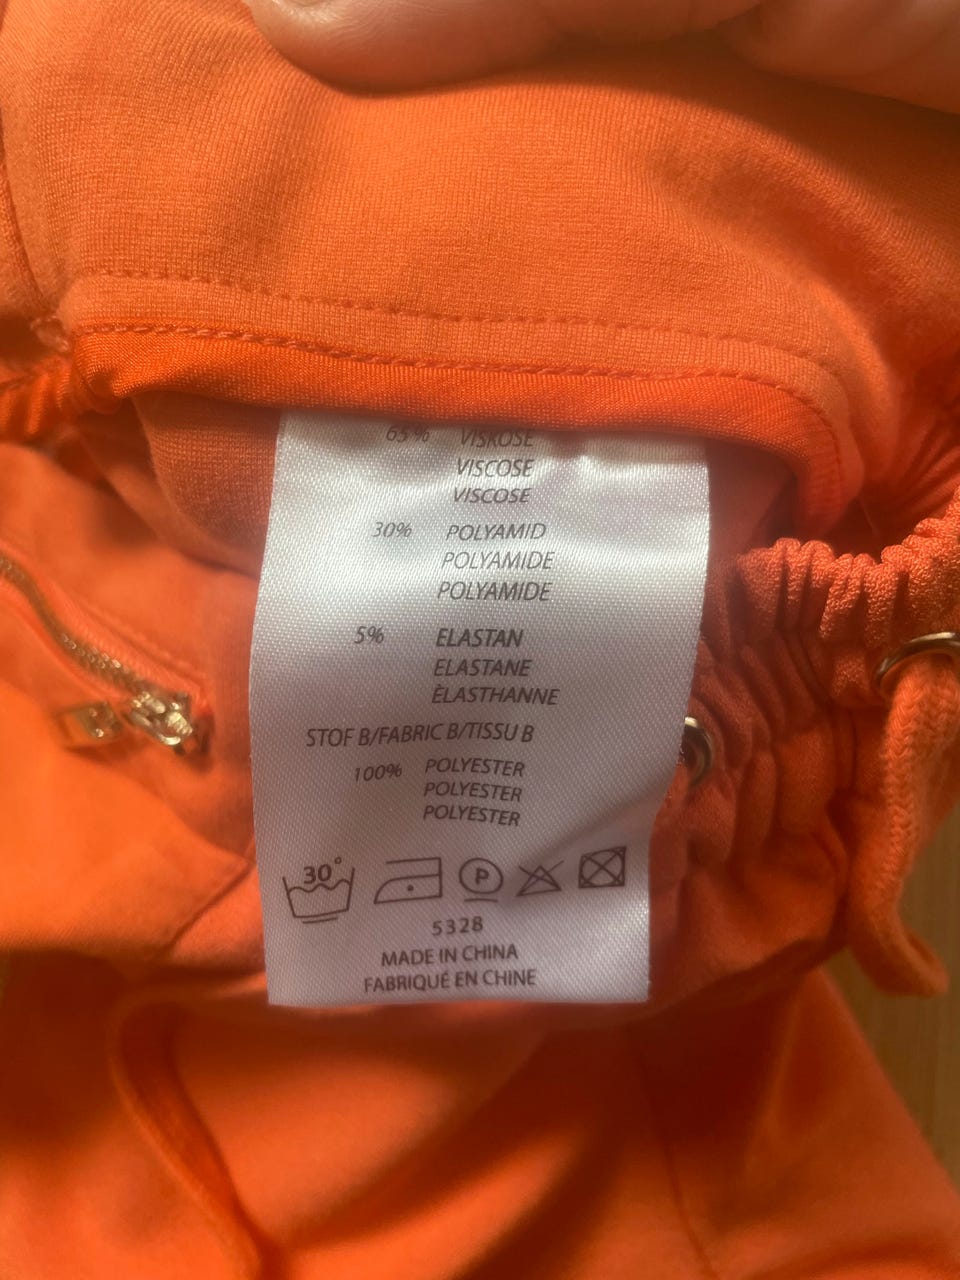 65% VISKOSE
VISCOSE
VISCOSE
30% POLYAMID
POLYAMIDE
POLYAMIDE
5% ELASTAN
ELASTANE
ÉLASTHANNE
STOF B/FABRIC B/TISSU B
100% POLYESTER
POLYESTER
POLYESTER
30°
P
5328
MADE IN CHINA
FABRIQUÉ EN CHINE